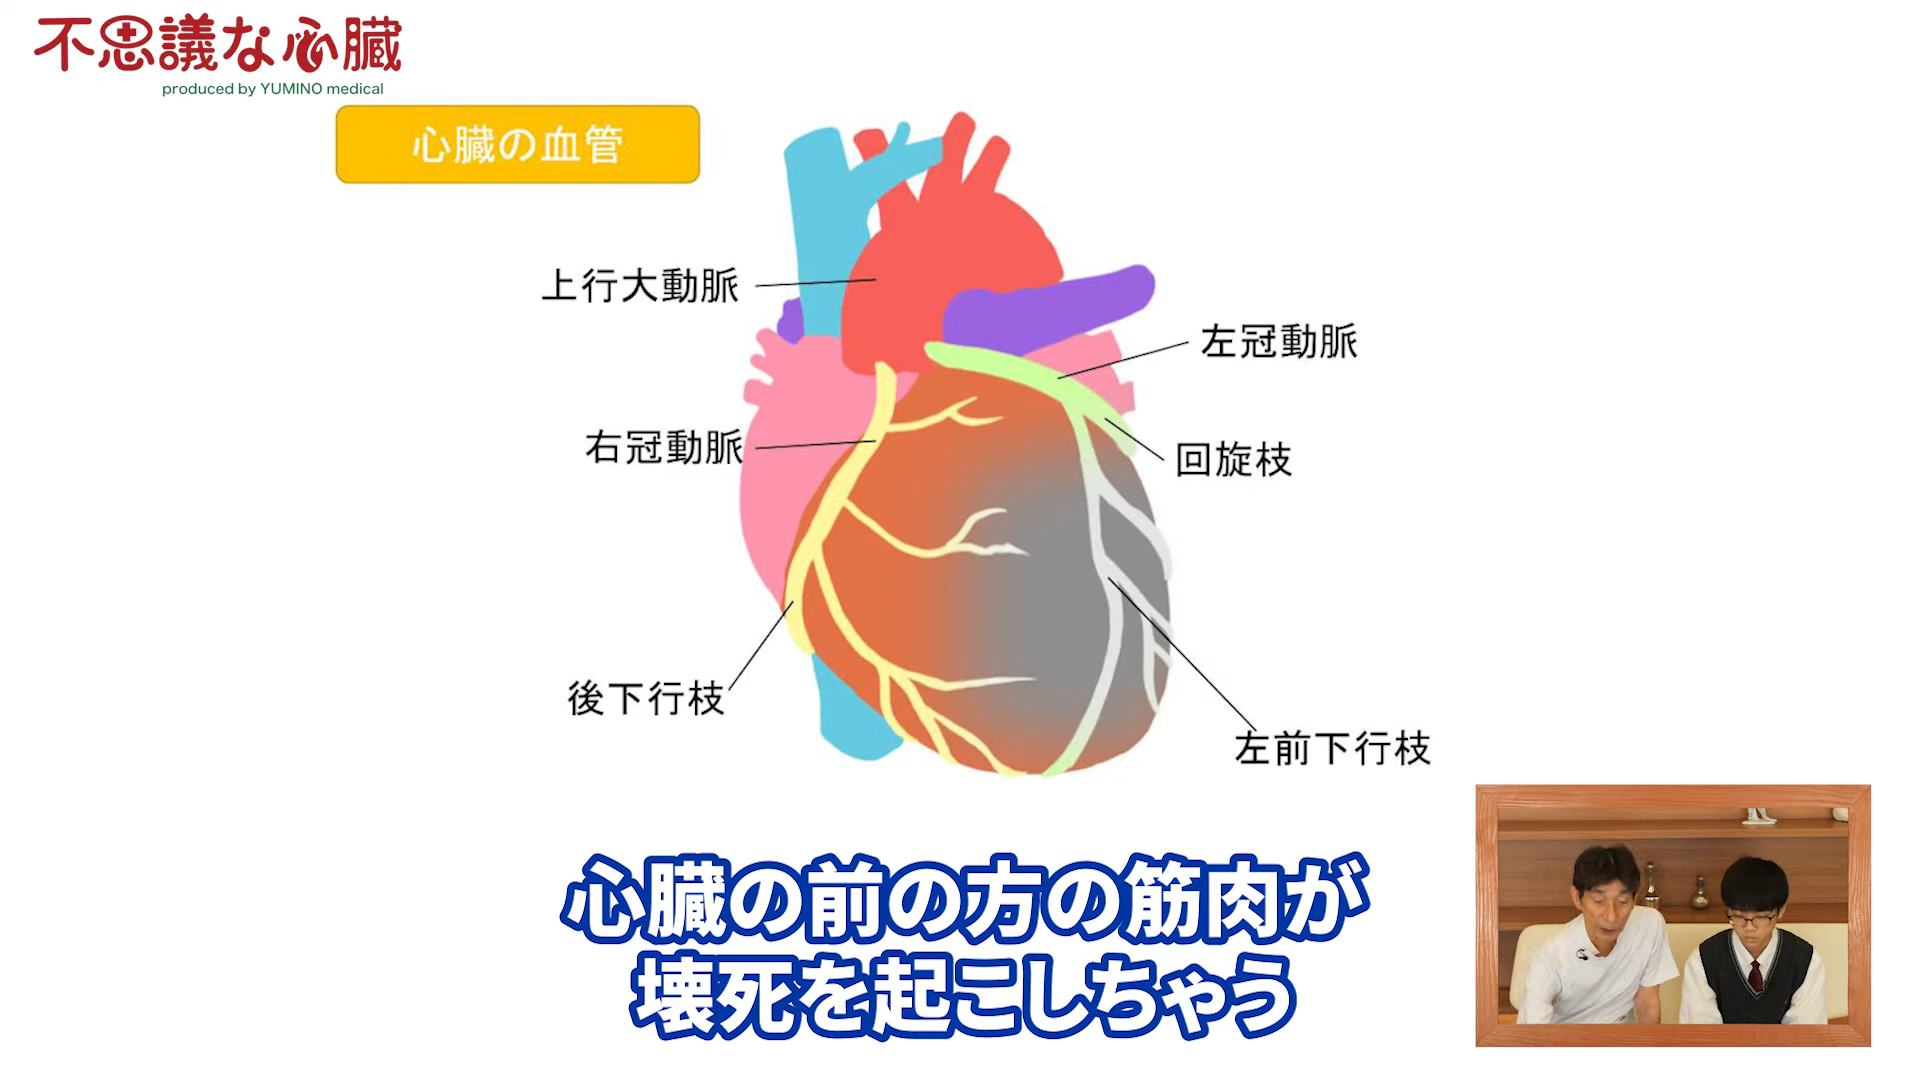 不思議な心臓
produced by YUMINO medical
心臓の血管
上行大動脈
左冠動脈
右冠動脈
回旋枝
後下行枝
左前下行枝
心臓の前の方の筋肉が
壊死を起こしちゃう